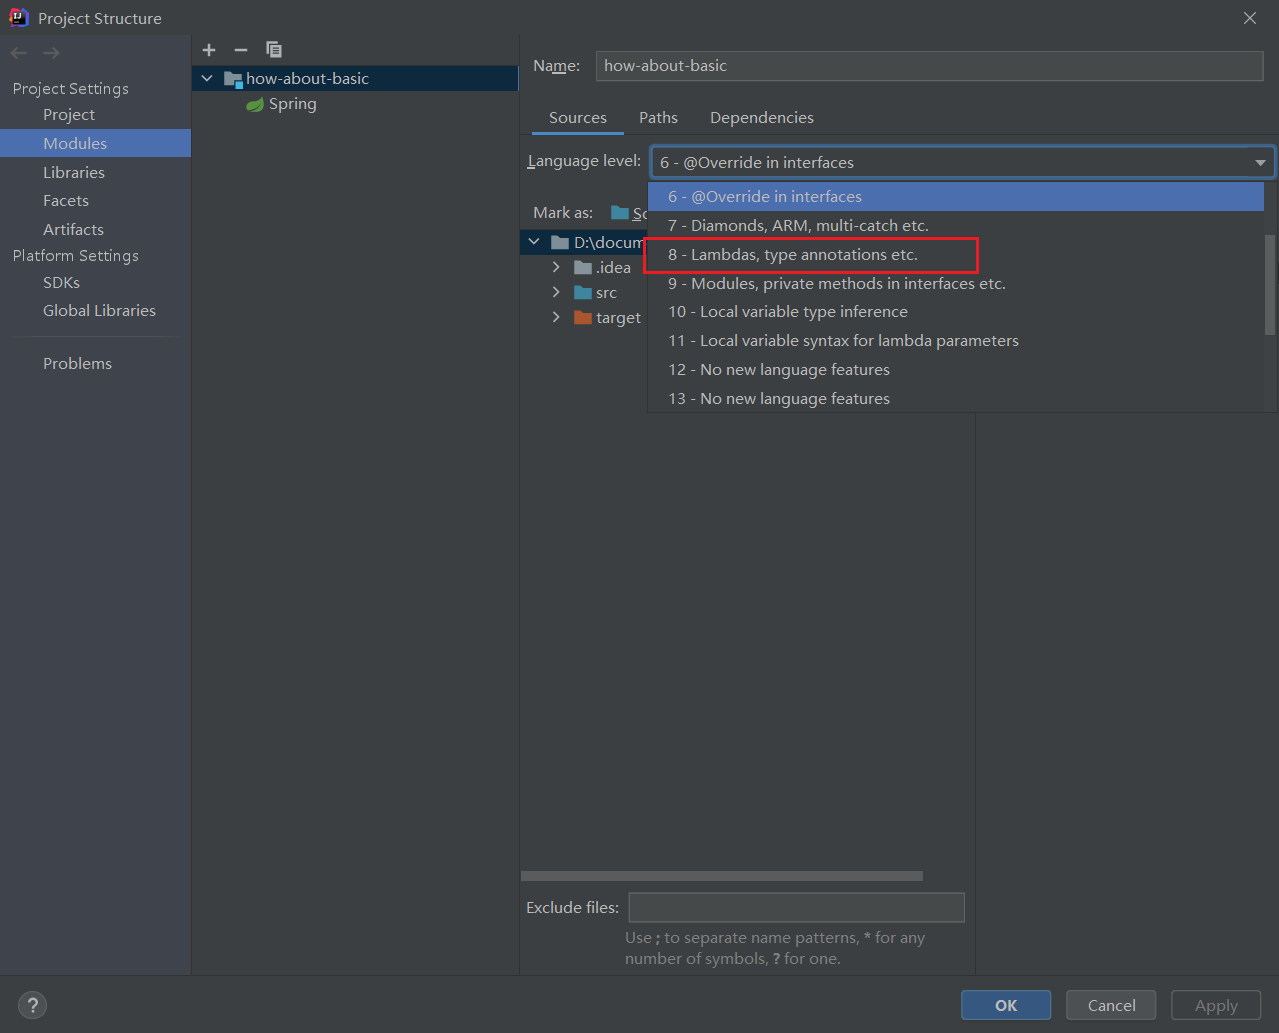 Project Structure
Project Settings
Project
Modules
Libraries
Facets
Artifacts
Platform Settings
SDKs
Global Libraries
Problems
how-about-basic
Spring
Name: how-about-basic
Sources Paths Dependencies
Language level: 6 - @Override in interfaces
6 - @Override in interfaces
7 - Diamonds, ARM, multi-catch etc.
8 - Lambdas, type annotations etc.
9 - Modules, private methods in interfaces etc.
10 - Local variable type inference
11 - Local variable syntax for lambda parameters
12 - No new language features
13 - No new language features
Mark as:
D:\docum
.idea
src
target
Exclude files:
Use ; to separate name patterns, * for any
number of symbols, ? for one.
? OK Cancel Apply